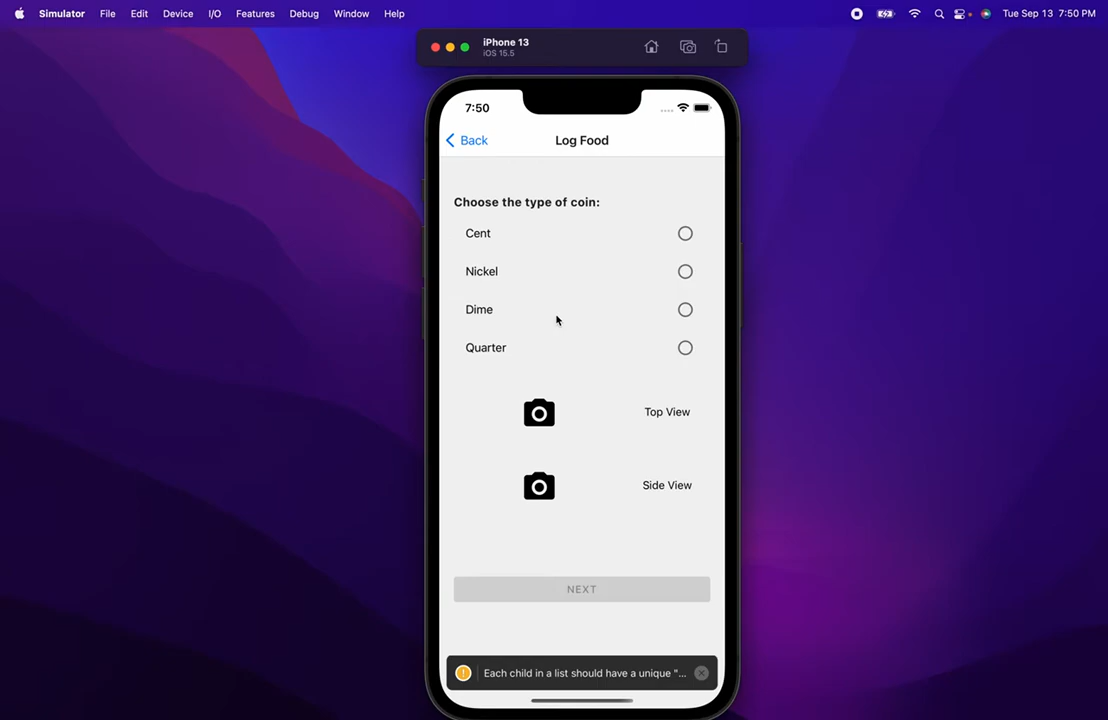 Simulator File Edit Device I/O Features Debug Window Help Tue Sep 13 7:50 PM
iPhone 13
iOS 15.5
7:50
Back Log Food
Choose the type of coin:
Cent
Nickel
Dime
Quarter
Top View
Side View
NEXT
Each child in a list should have a unique "...